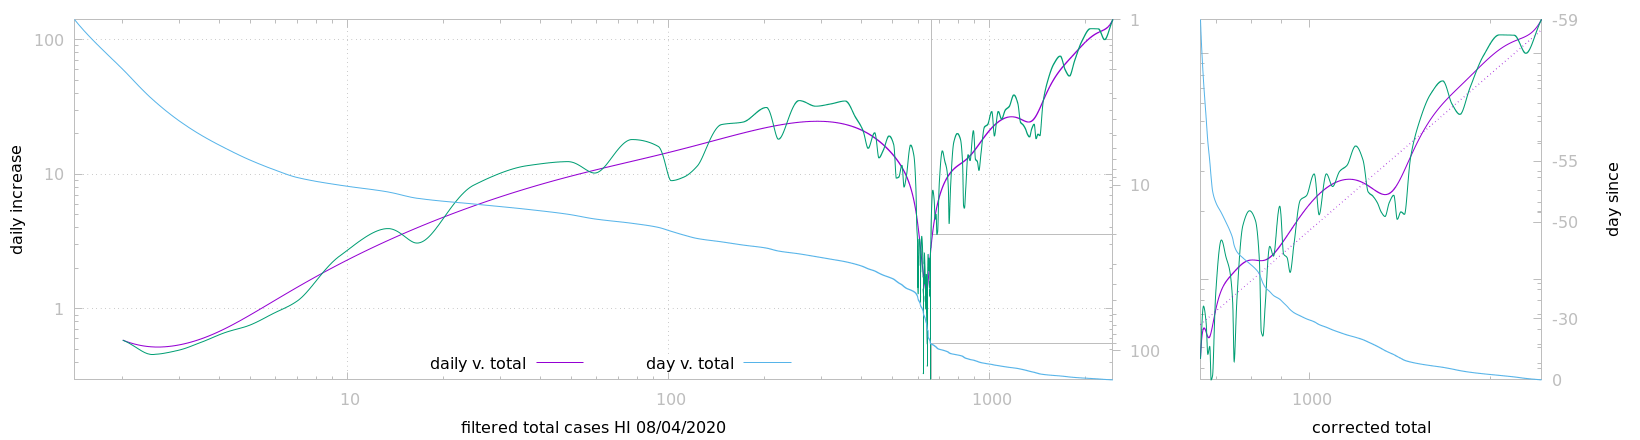 daily increase
100
10
1
daily v. total
day v. total
10
100
1000
filtered total cases HI 08/04/2020
1
10
100
1000
corrected total
-59
-55
-50
-30
0
day since